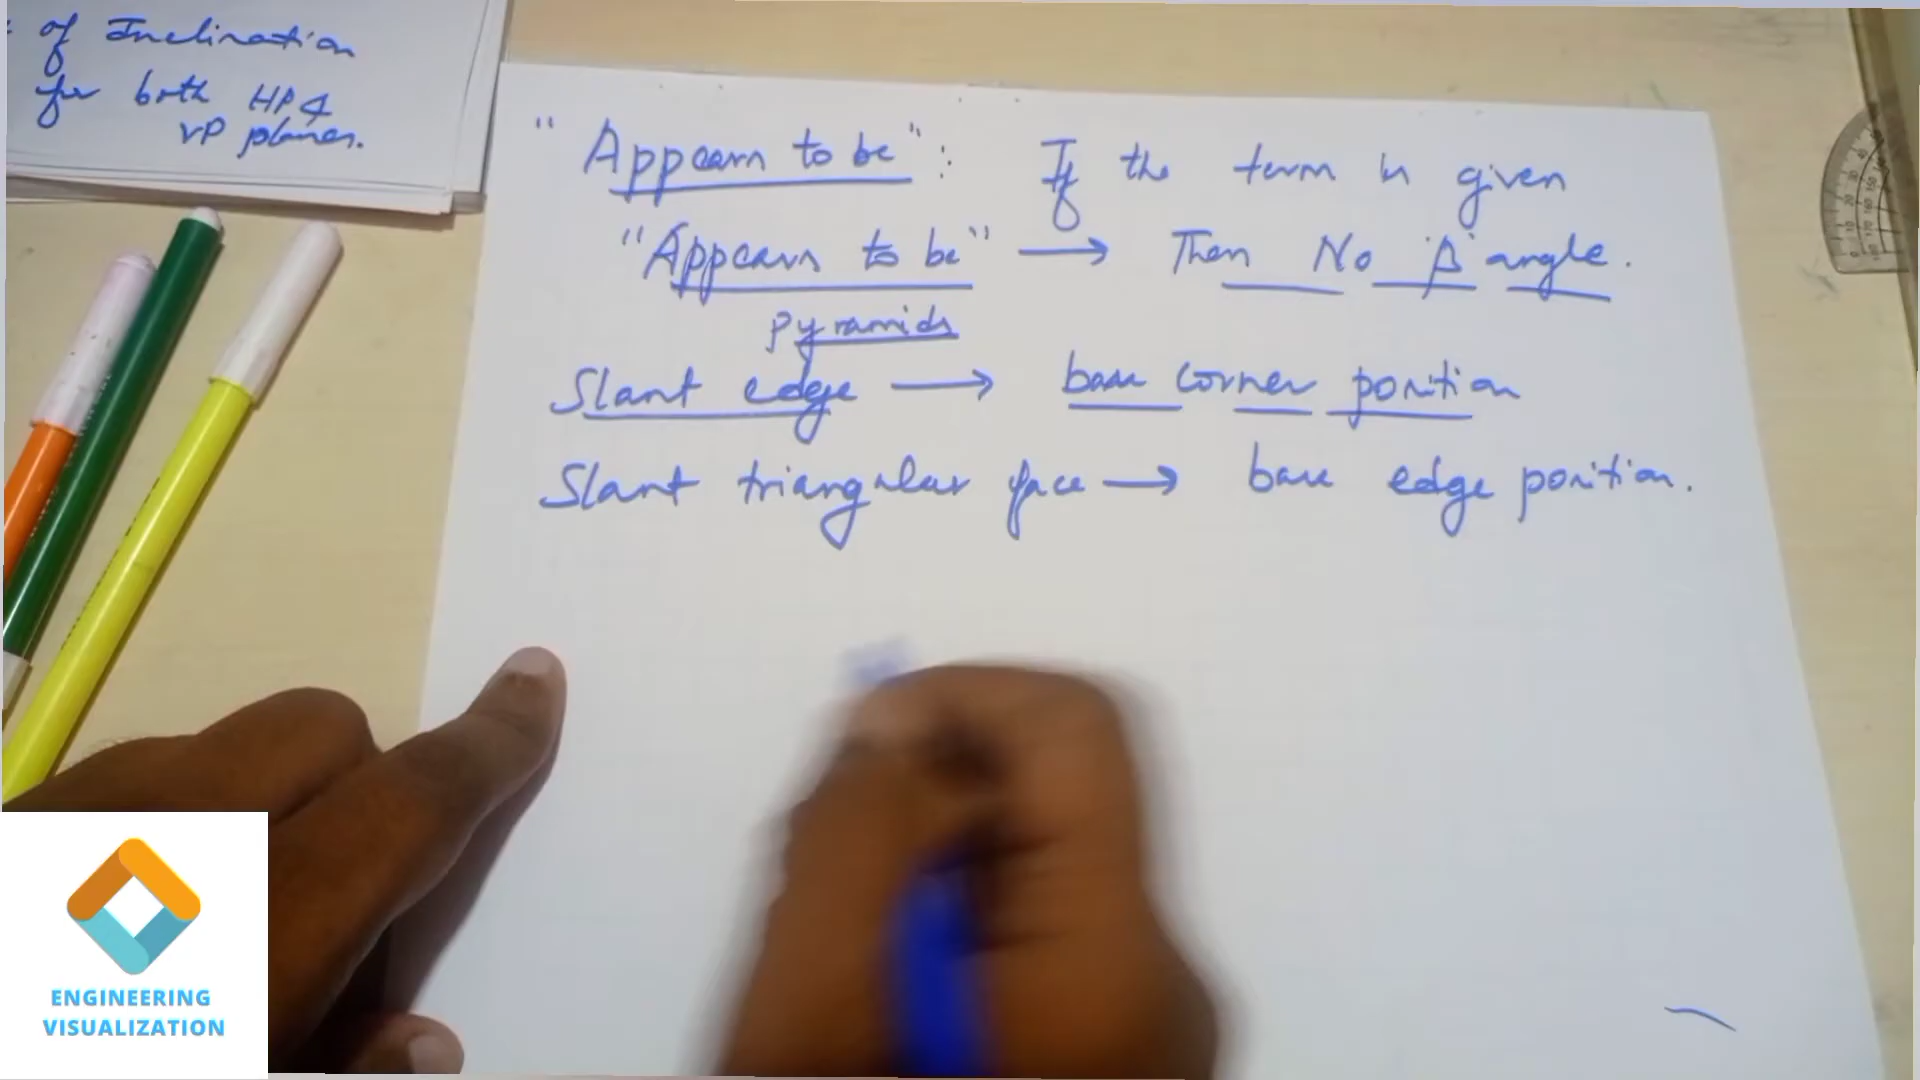 of Inclination
for both HP &
VP planes.
"Appears to be": If the term is given
"Appears to be" → Then No 'β' angle.
pyramids
Slant edge → base corner position
Slant triangular face → base edge position.
ENGINEERING
VISUALIZATION